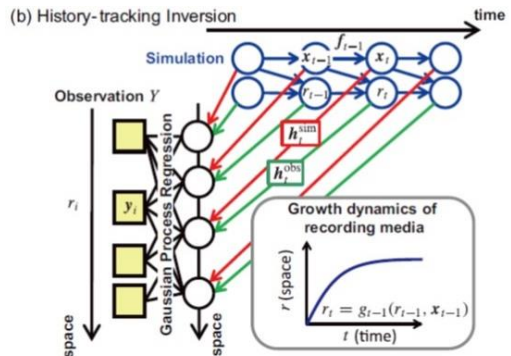 (b) History-tracking Inversion
time
Simulation
f_{t-1}
x_{t-1}
x_t
Observation Y
r_{t-1}
r_t
r_i
y_i
Gaussian Process Regression
h_t^{sim}
h_t^{obs}
Growth dynamics of
recording media
r (space)
r_t = g_{t-1}(r_{t-1}, x_{t-1})
t (time)
space
space